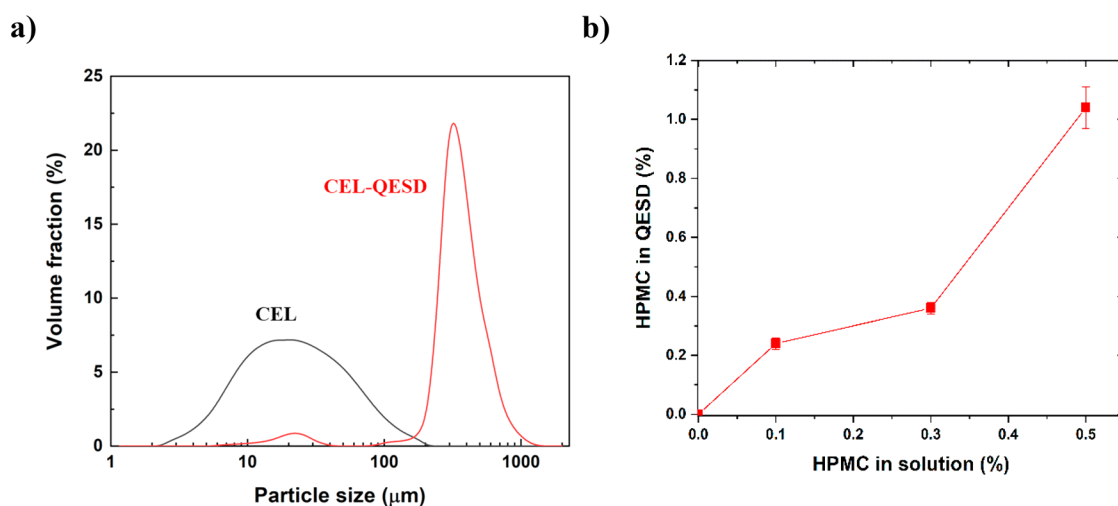 a)
25
20
15
10
5
0
Volume fraction (%)
CEL-QESD
CEL
1 10 100 1000
Particle size (μm)
b)
1.2
1.0
0.8
0.6
0.4
0.2
0.0
HPMC in QESD (%)
0.0 0.1 0.2 0.3 0.4 0.5
HPMC in solution (%)